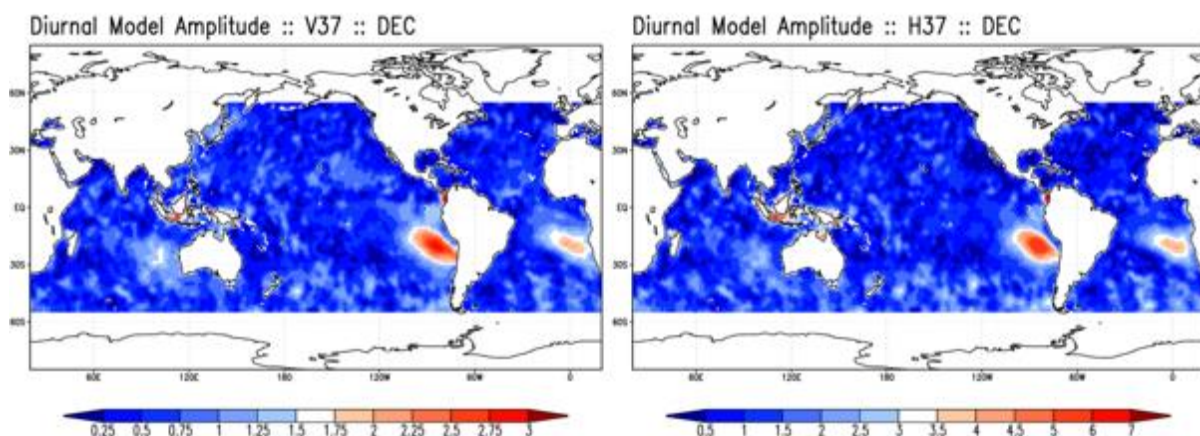 Diurnal Model Amplitude :: V37 :: DEC
60N
30N
EQ
30S
60S
60E 120E 180 120W 60W 0
0.25 0.5 0.75 1 1.25 1.5 1.75 2 2.25 2.5 2.75 3
Diurnal Model Amplitude :: H37 :: DEC
60N
30N
EQ
30S
60S
60E 120E 180 120W 60W 0
0.5 1 1.5 2 2.5 3 3.5 4 4.5 5 6 7